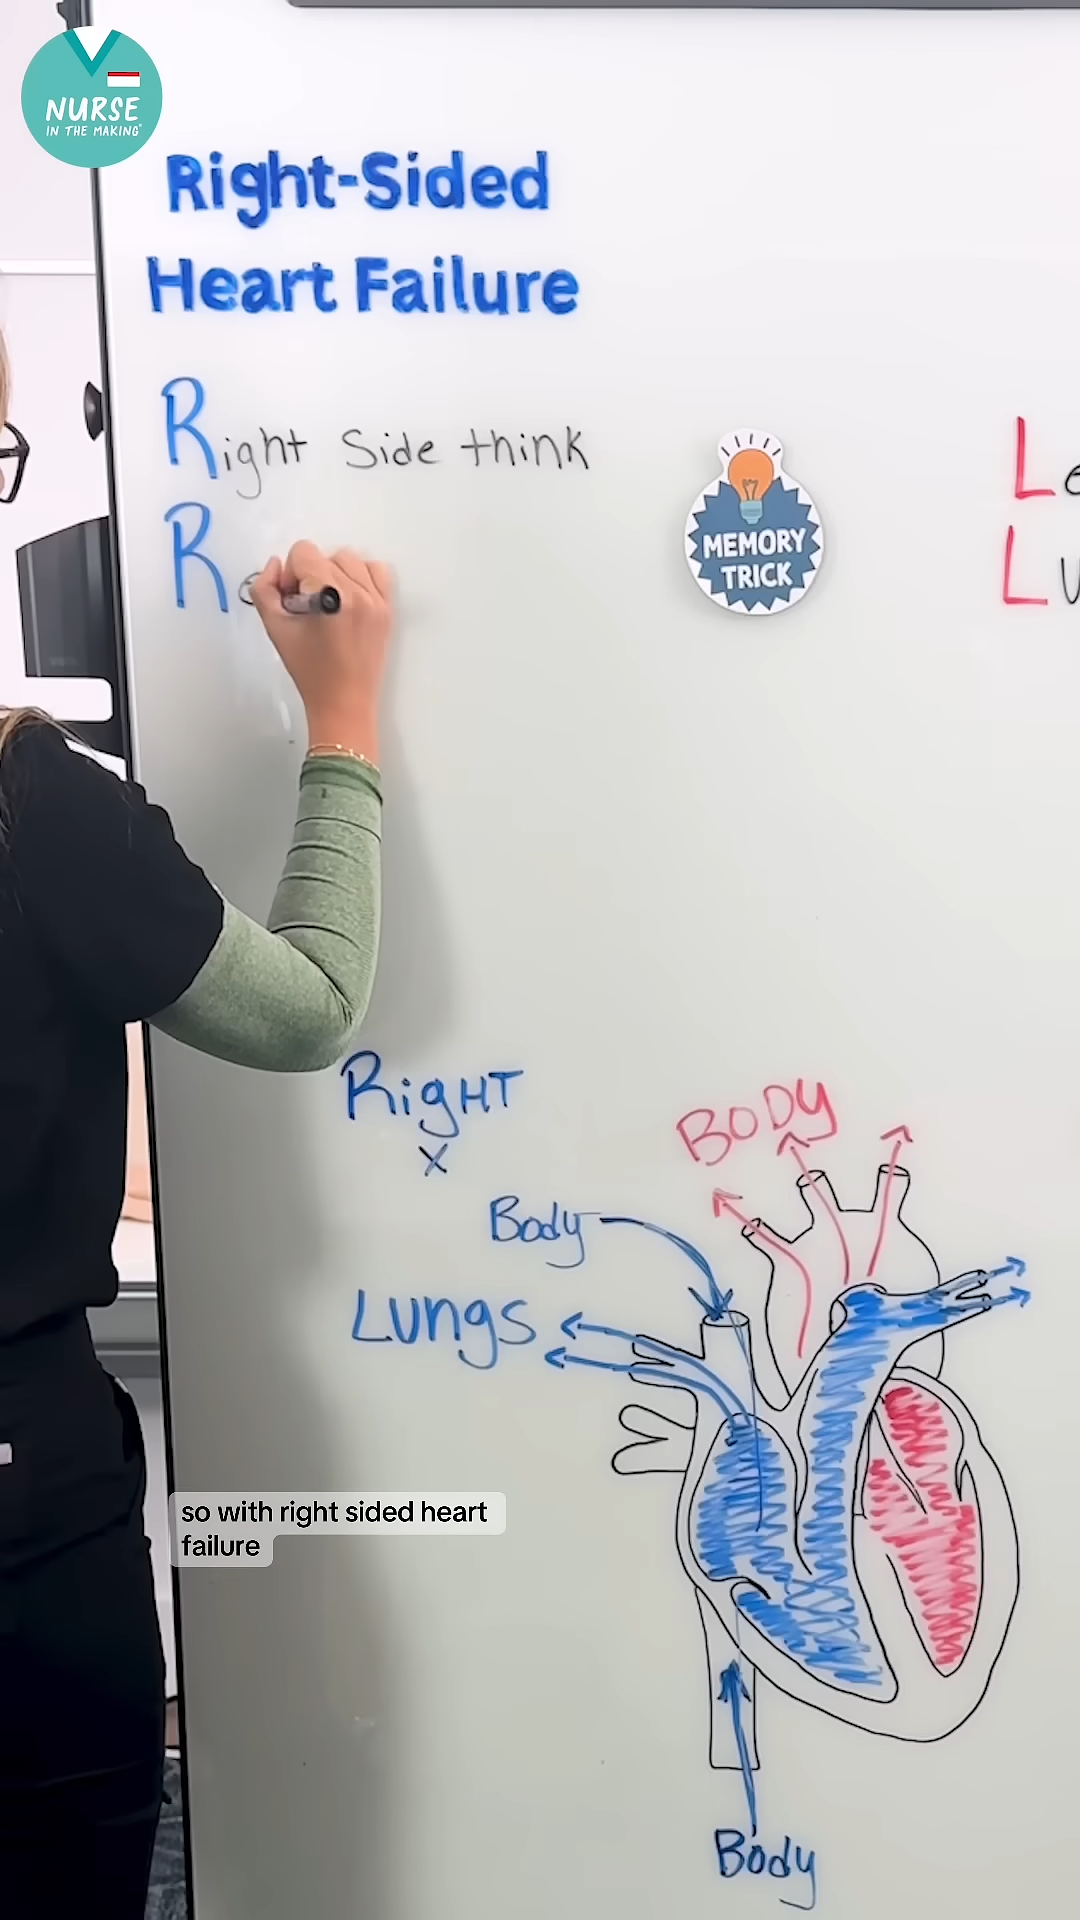 NURSE
IN THE MAKING
Right-Sided
Heart Failure
Right Side think
R
MEMORY
TRICK
L
L
RigHT
x
BODY
Body
Lungs
so with right sided heart
failure
Body